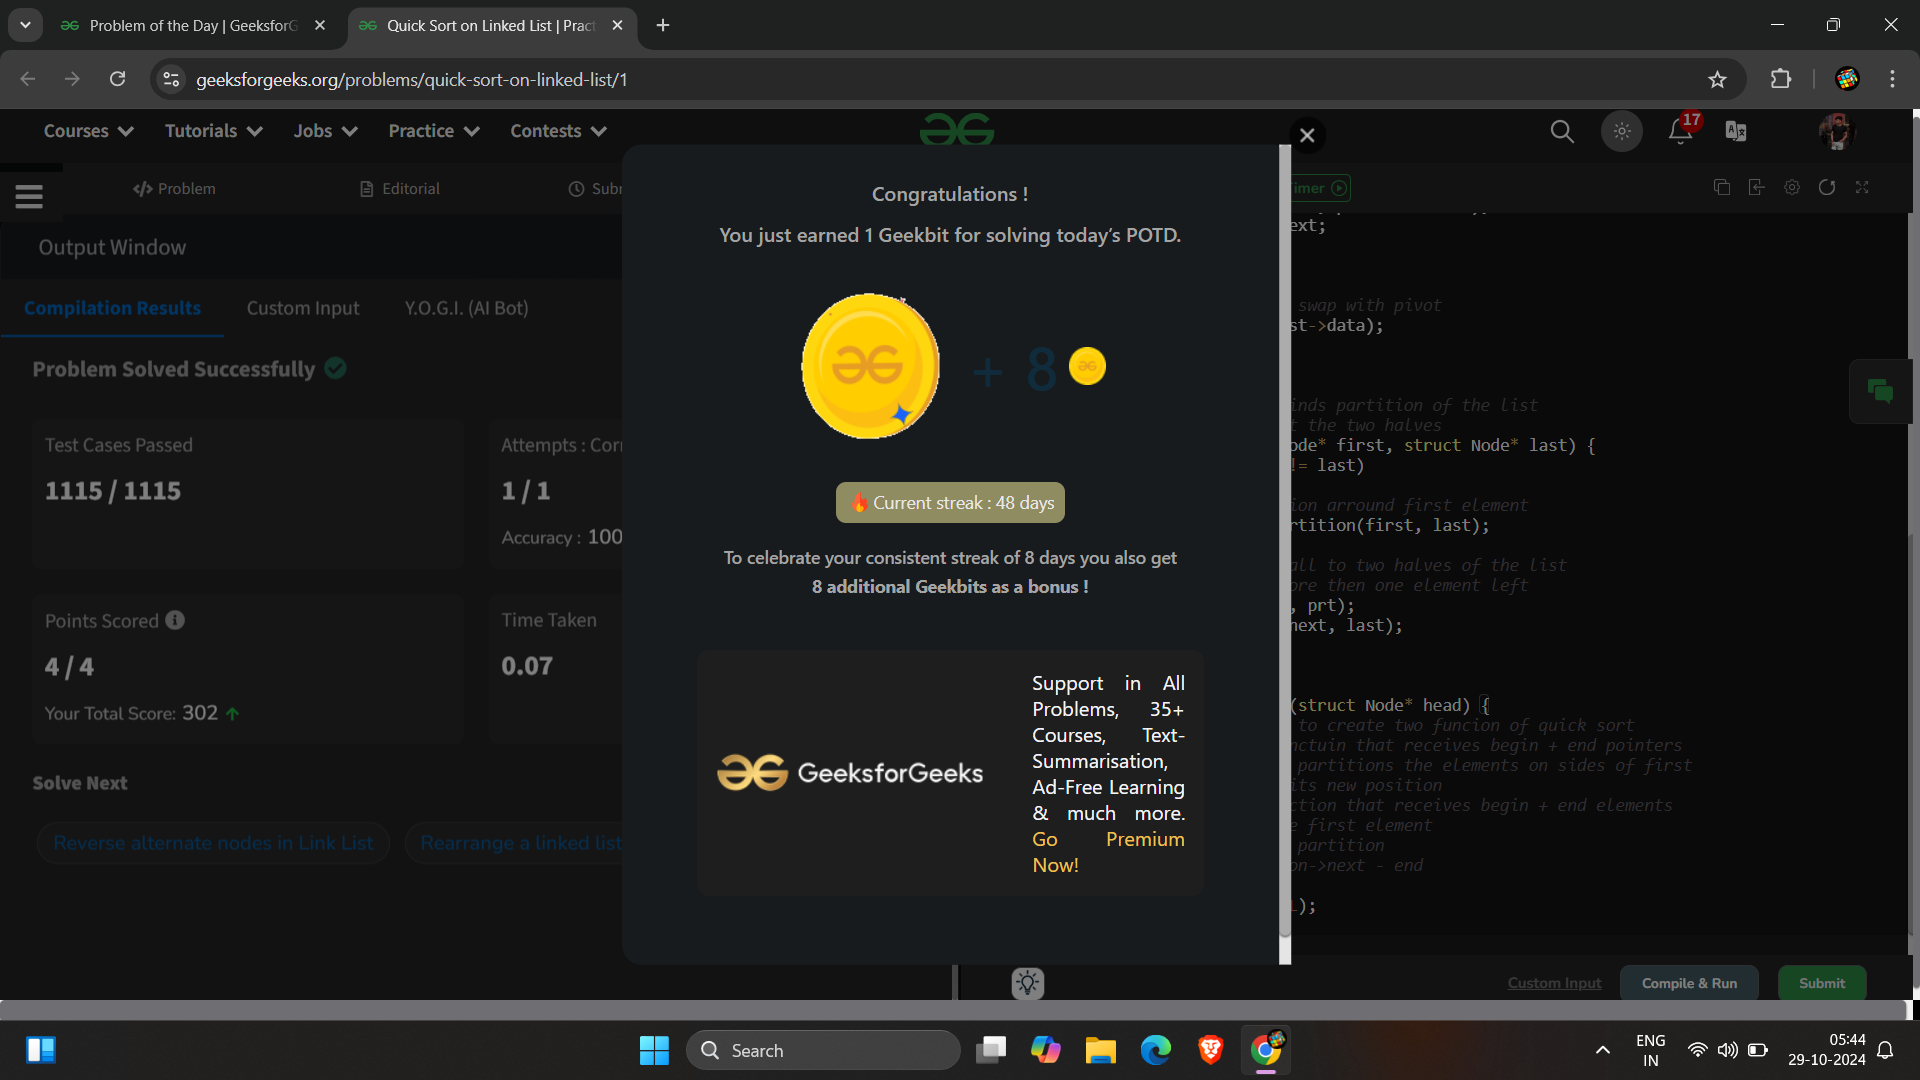 Problem of the Day | GeeksforG
Quick Sort on Linked List | Pract
geeksforgeeks.org/problems/quick-sort-on-linked-list/1
Courses
Tutorials
Jobs
Practice
Contests
17
</> Problem
Editorial
Subm
Timer
Output Window
Compilation Results
Custom Input
Y.O.G.I. (AI Bot)
Problem Solved Successfully
Test Cases Passed
1115 / 1115
Attempts : Corr
1 / 1
Accuracy : 100
Points Scored
4 / 4
Your Total Score: 302
Time Taken
0.07
Solve Next
Reverse alternate nodes in Link List
Rearrange a linked list
Congratulations !
You just earned 1 Geekbit for solving today's POTD.
+ 8
Current streak : 48 days
To celebrate your consistent streak of 8 days you also get
8 additional Geekbits as a bonus !
GeeksforGeeks
Support in All
Problems, 35+
Courses, Text-
Summarisation,
Ad-Free Learning
& much more.
Go Premium
Now!
ext;
swap with pivot
st->data);
inds partition of the list
t the two halves
ode* first, struct Node* last) {
!= last)
ion arround first element
rtition(first, last);
all to two halves of the list
ore then one element left
, prt);
next, last);
(struct Node* head) {
to create two funcion of quick sort
nctuin that receives begin + end pointers
partitions the elements on sides of first
its new position
ction that receives begin + end elements
e first element
partition
on->next - end
);
Custom Input
Compile & Run
Submit
Search
ENG
IN
05:44
29-10-2024